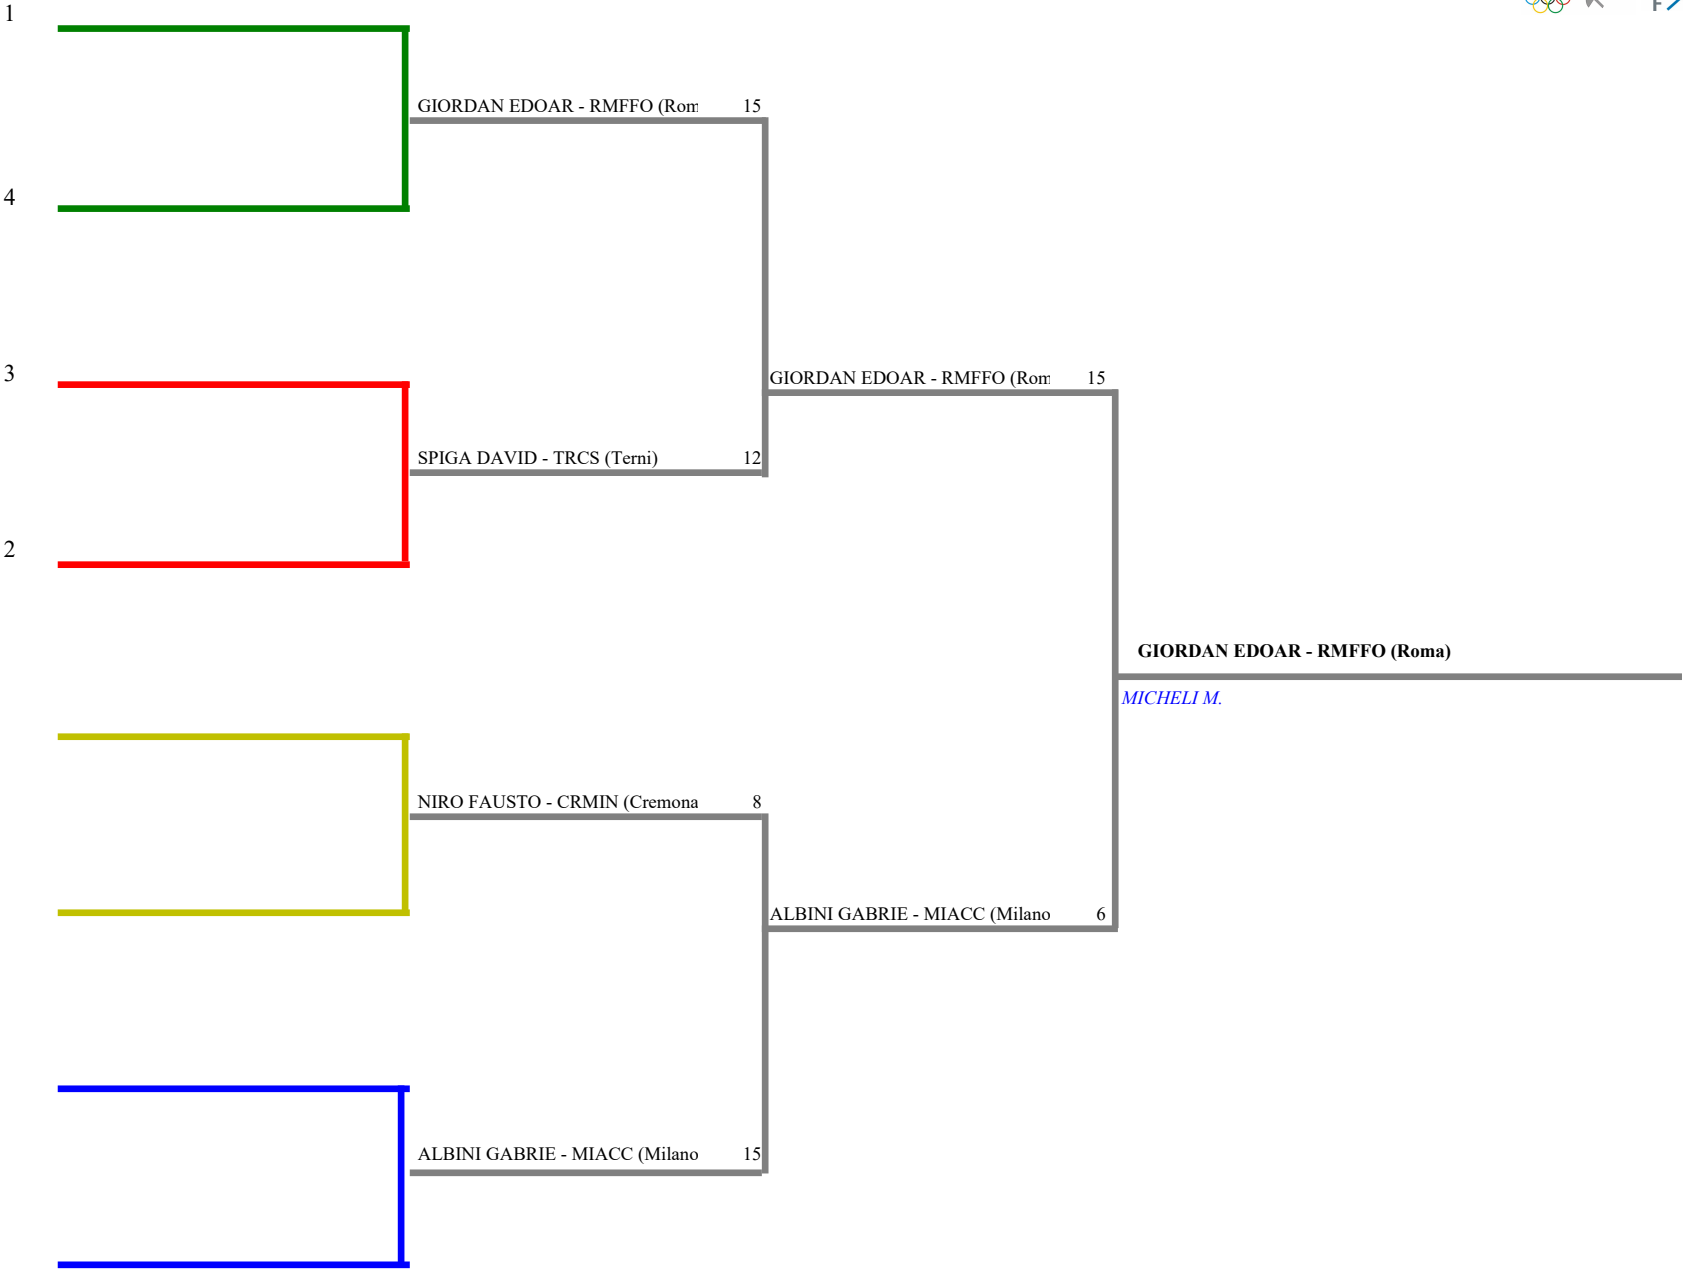 1
GIORDAN EDOAR - RMFFO (Rom 15
4
3
GIORDAN EDOAR - RMFFO (Rom 15
SPIGA DAVID - TRCS (Terni) 12
2
GIORDAN EDOAR - RMFFO (Roma)
MICHELI M.
NIRO FAUSTO - CRMIN (Cremona 8
ALBINI GABRIE - MIACC (Milano 6
ALBINI GABRIE - MIACC (Milano 15